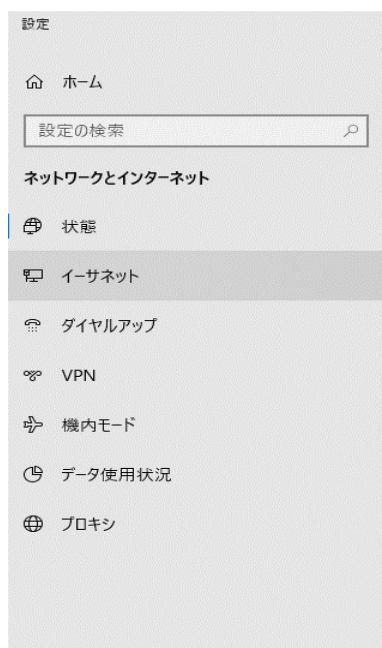 設定
ホーム
設定の検索
ネットワークとインターネット
状態
イーサネット
ダイヤルアップ
VPN
機内モード
データ使用状況
プロキシ